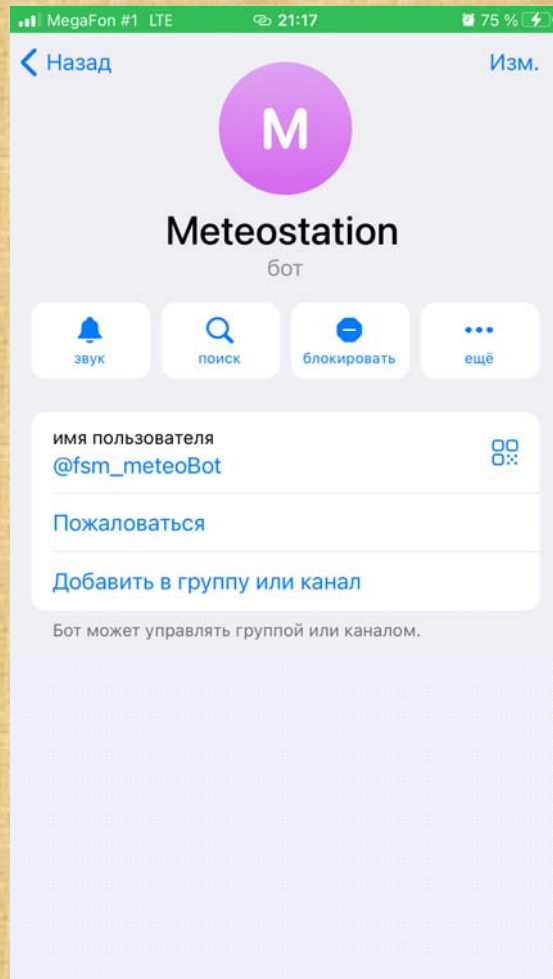 MegaFon #1 LTE 21:17 75 %
Назад Изм.
M
Meteostation
бот
звук поиск блокировать ещё
имя пользователя
@fsm_meteoBot
Пожаловаться
Добавить в группу или канал
Бот может управлять группой или каналом.